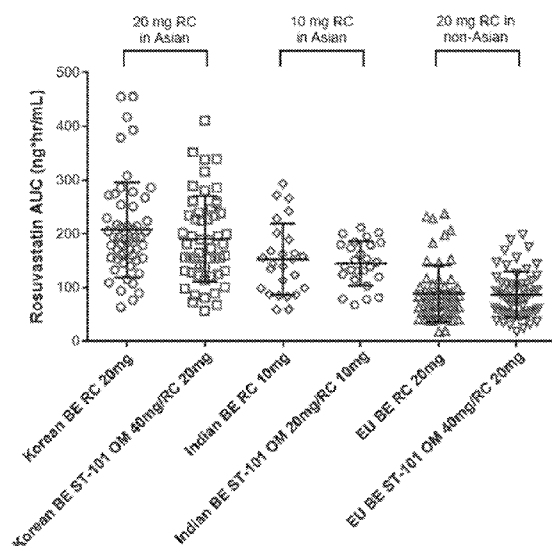 20 mg RC
in Asian
10 mg RC
in Asian
20 mg RC in
non-Asian
Rosuvastatin AUC (ng*hr/mL)
500
400
300
200
100
0
Korean BE RC 20mg
Korean BE ST-101 OM 40mg/RC 20mg
Indian BE RC 10mg
Indian BE ST-101 OM 20mg/RC 10mg
EU BE RC 20mg
EU BE ST-101 OM 40mg/RC 20mg